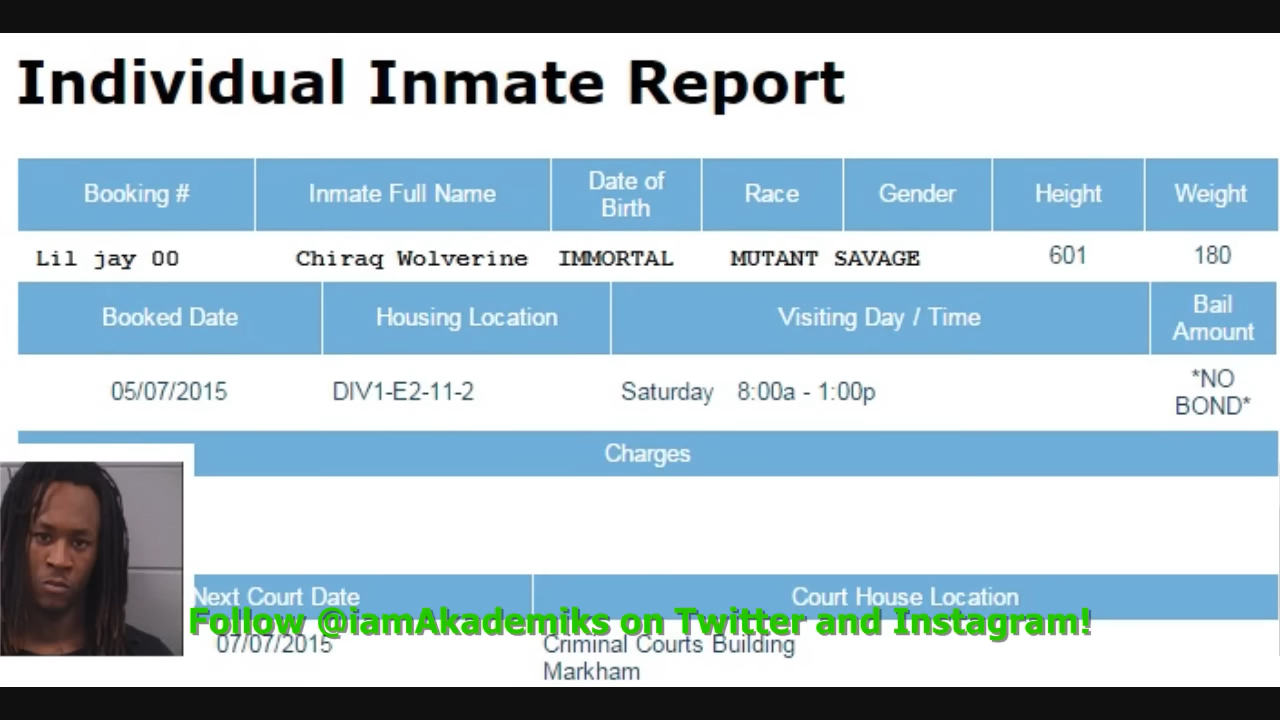 Individual Inmate Report
Booking # Inmate Full Name Date of Birth Race Gender Height Weight
Lil jay 00 Chiraq Wolverine IMMORTAL MUTANT SAVAGE 601 180
Booked Date Housing Location Visiting Day / Time Bail Amount
05/07/2015 DIV1-E2-11-2 Saturday 8:00a - 1:00p *NO BOND*
Charges
Next Court Date Court House Location
Follow @iamAkademiks on Twitter and Instagram!
07/07/2015 Criminal Courts Building
Markham